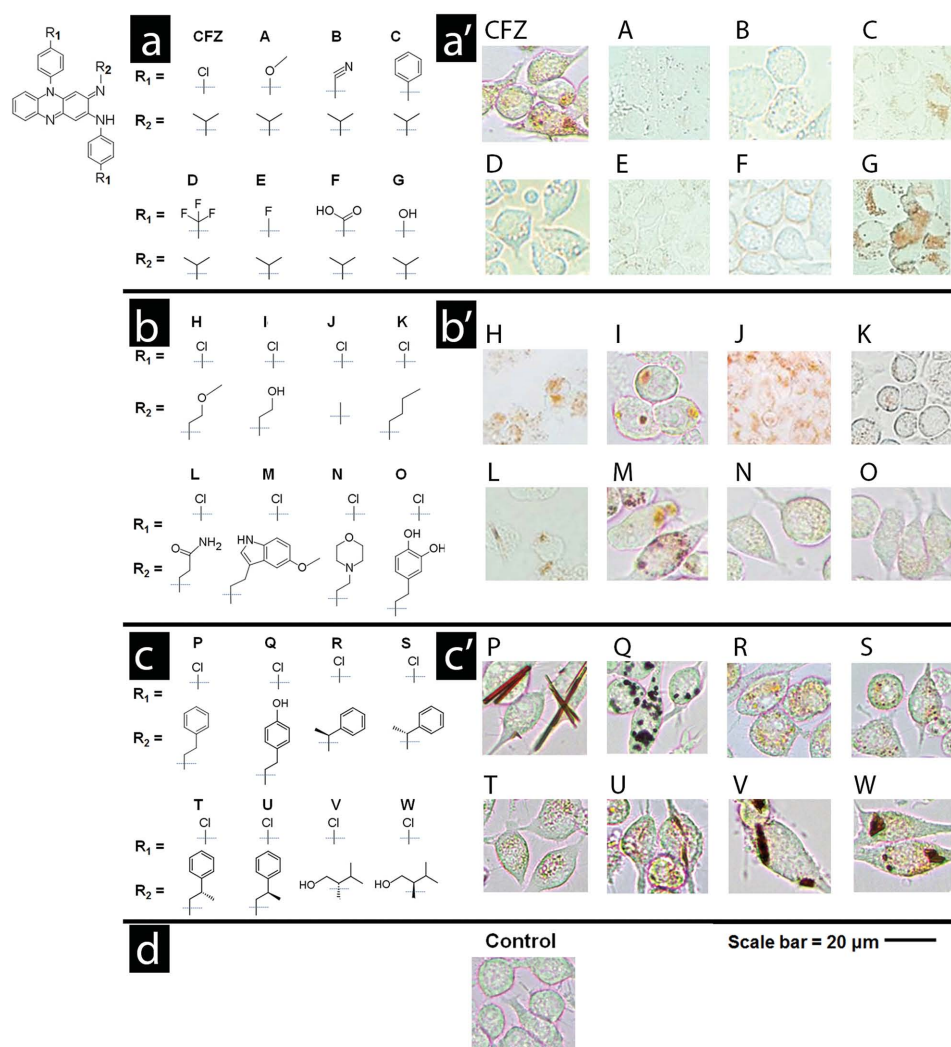 R1
R2
N
N
N
NH
R1
a
CFZ A B C
R1 = Cl O N
R2 =
D E F G
R1 = F F F F HO O OH
R2 =
a′
CFZ A B C
D E F G
b
H I J K
R1 = Cl Cl Cl Cl
R2 = O OH
L M N O
R1 = Cl Cl Cl Cl
R2 = O NH2 HN O O N OH OH
b′
H I J K
L M N O
c
P Q R S
R1 = Cl Cl Cl Cl
R2 = OH
T U V W
R1 = Cl Cl Cl Cl
R2 = HO HO
c′
P Q R S
T U V W
d
Control
Scale bar = 20 µm